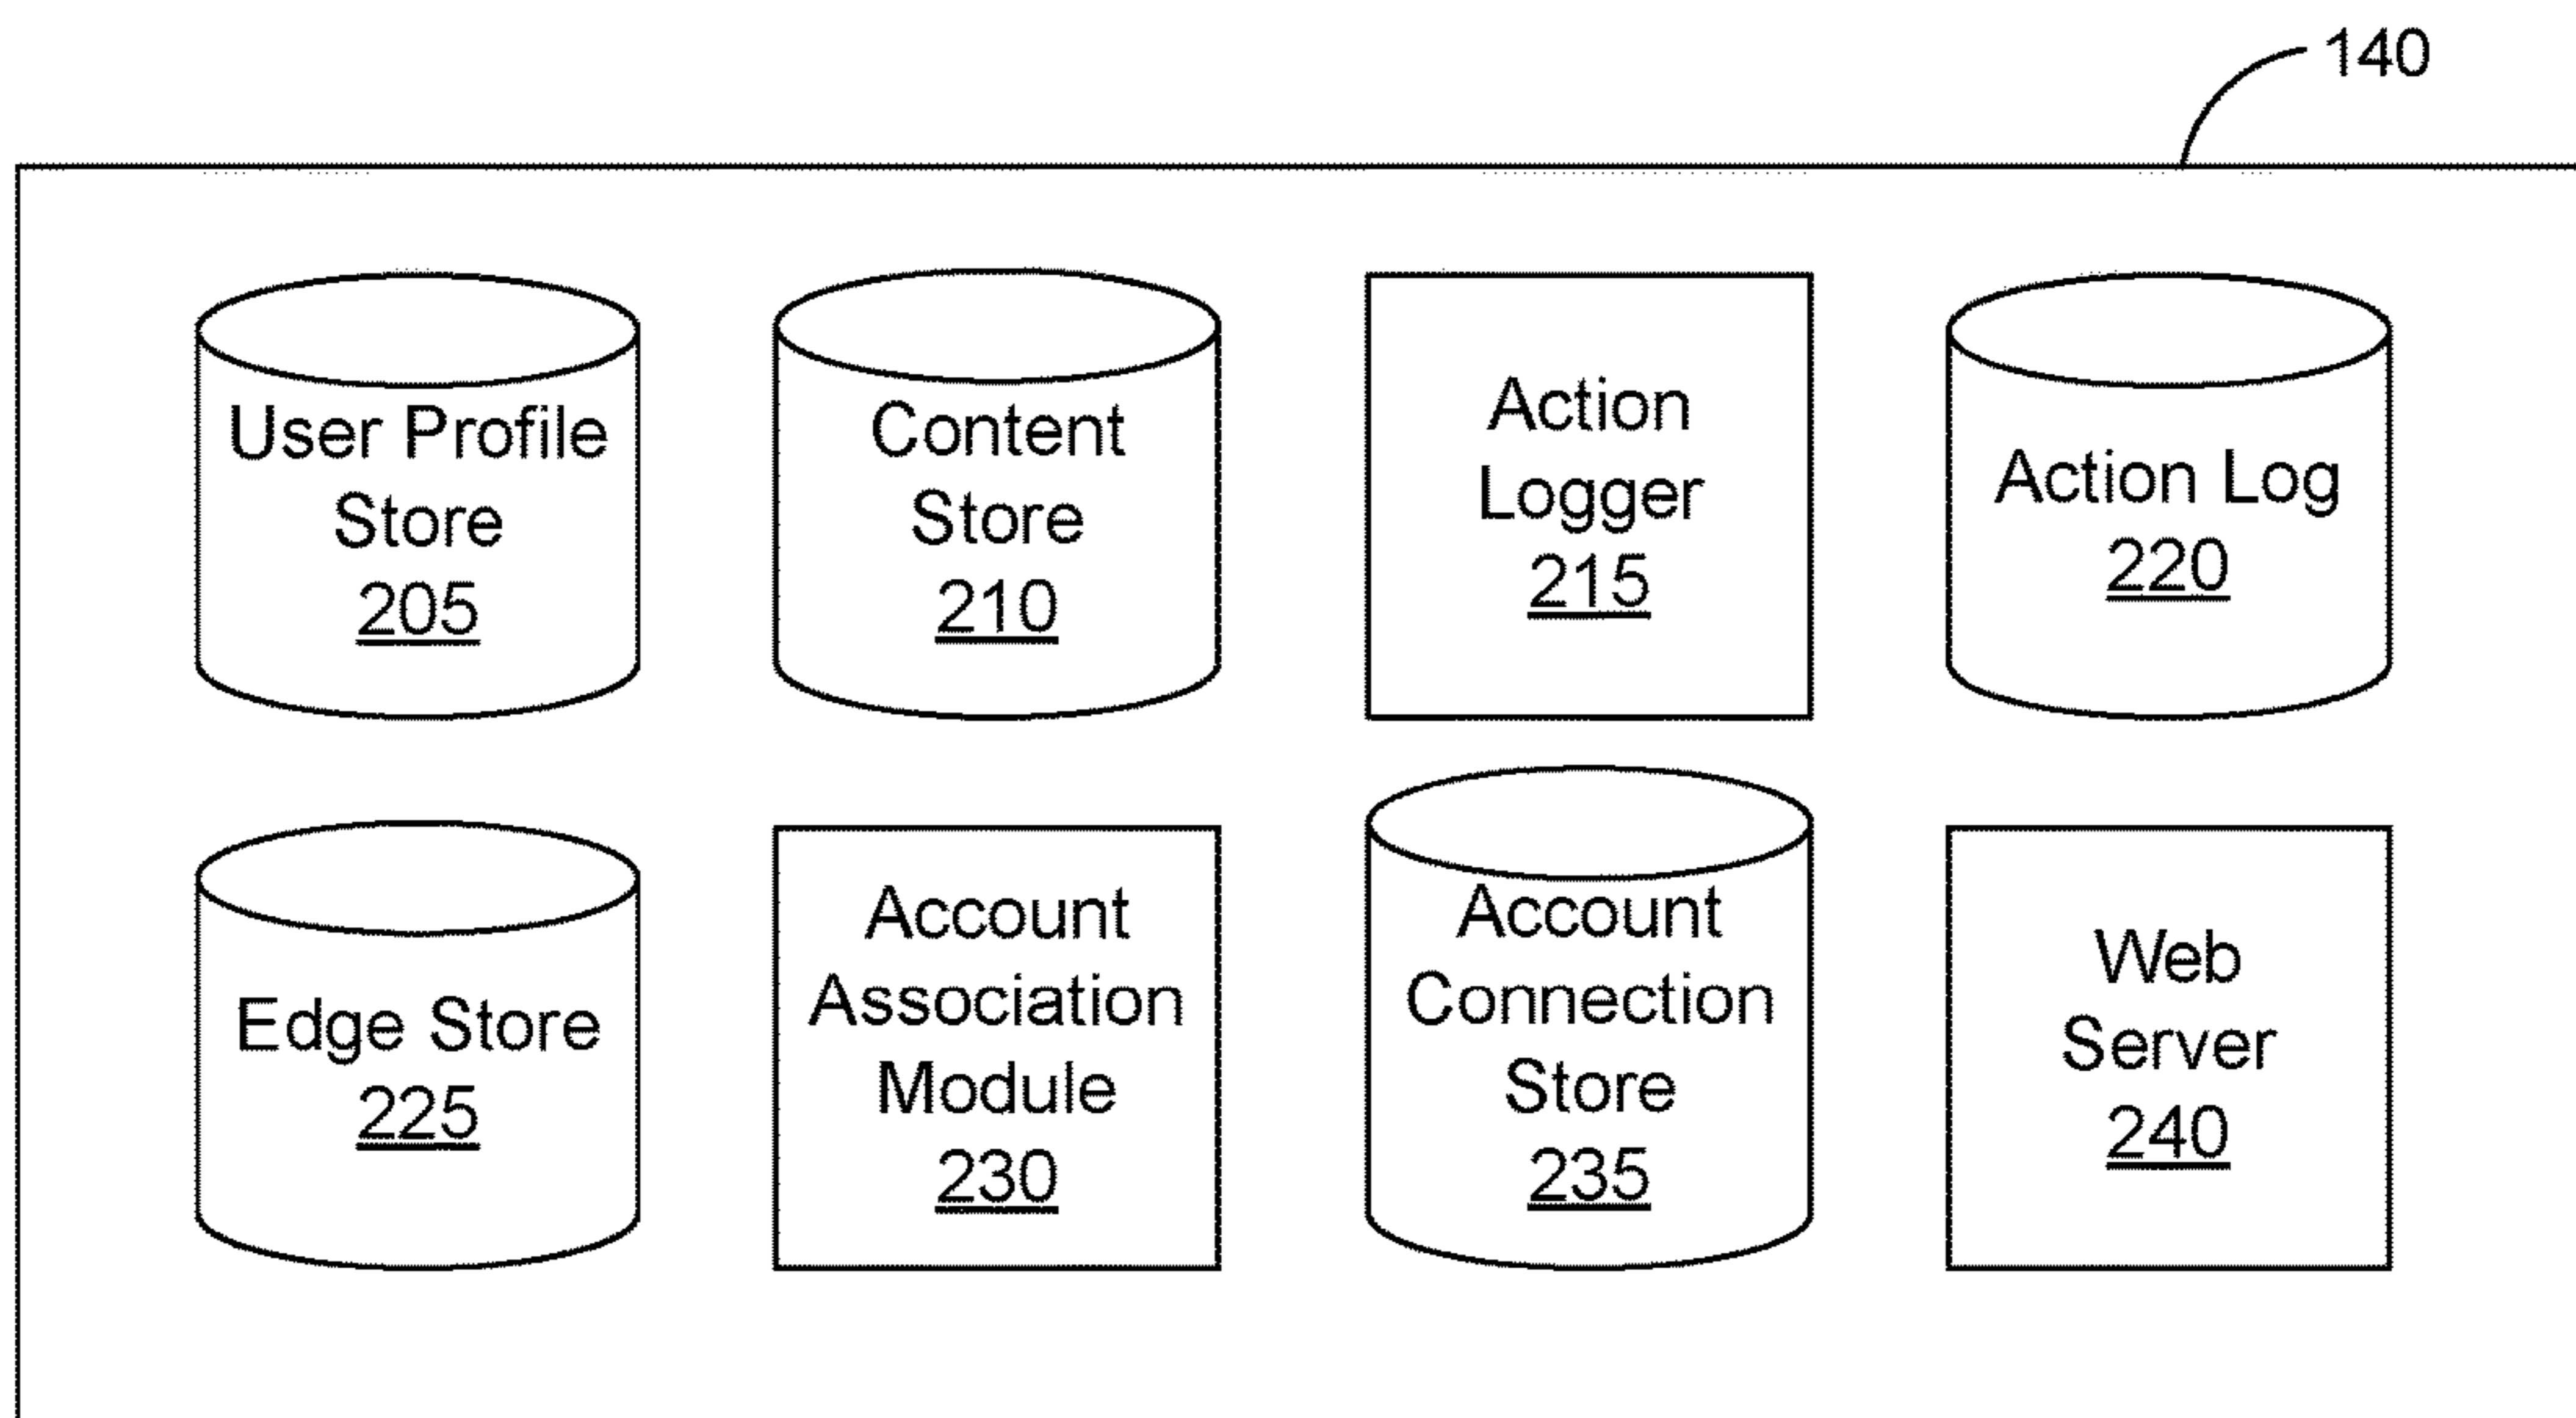 140
User Profile
Store
205
Content
Store
210
Action
Logger
215
Action Log
220
Edge Store
225
Account
Association
Module
230
Account
Connection
Store
235
Web
Server
240